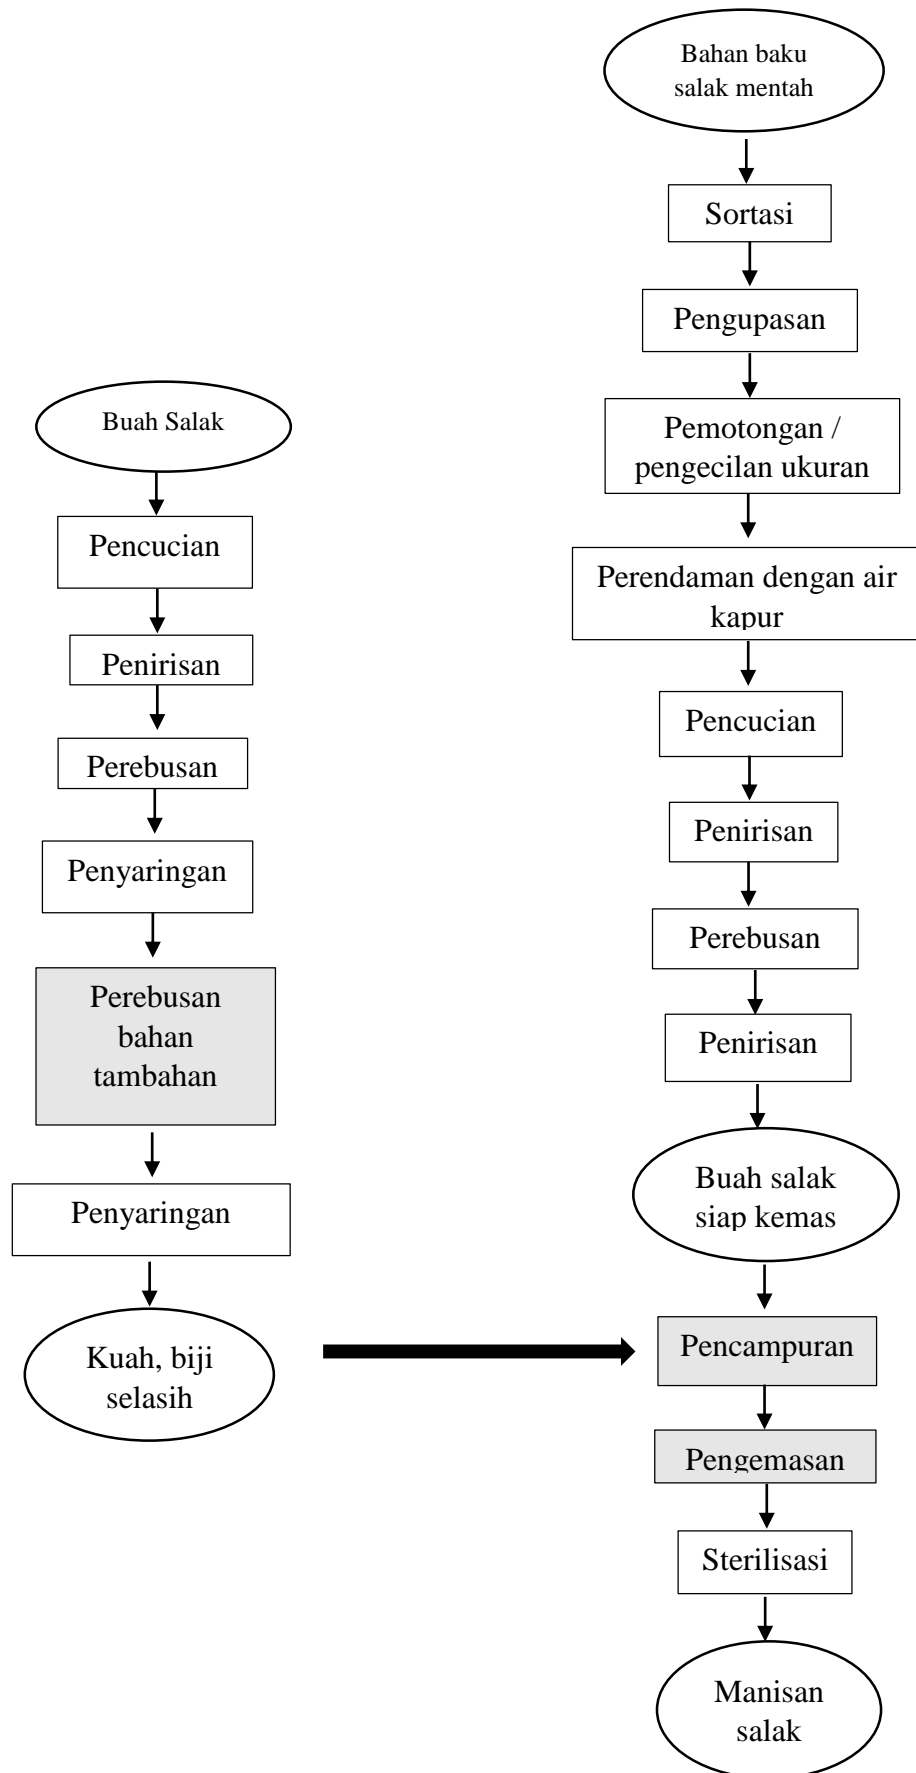 Bahan baku
salak mentah
Sortasi
Pengupasan
Pemotongan /
pengecilan ukuran
Perendaman dengan air
kapur
Pencucian
Penirisan
Perebusan
Penirisan
Buah salak
siap kemas
Pencampuran
Pengemasan
Sterilisasi
Manisan
salak
Buah Salak
Pencucian
Penirisan
Perebusan
Penyaringan
Perebusan
bahan
tambahan
Penyaringan
Kuah, biji
selasih